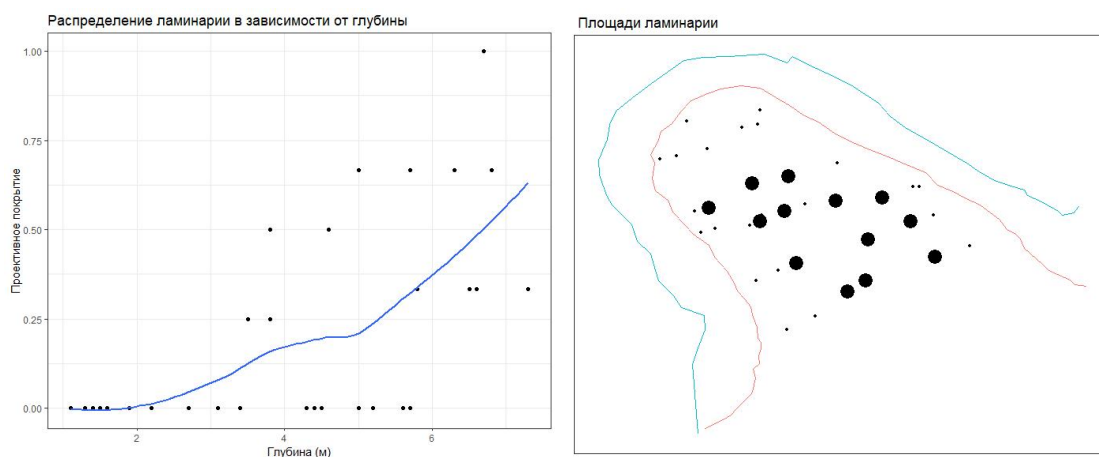 Распределение ламинарии в зависимости от глубины
Проективное покрытие
1.00
0.75
0.50
0.25
0.00
2 4 6
Глубина (м)
Площади ламинарии